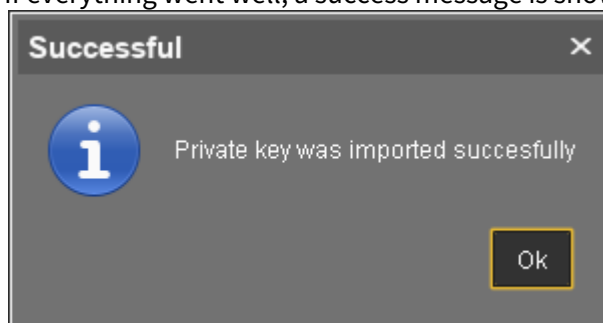 If everything went well, a success message is sho
Successful
Private key was imported succesfully
Ok